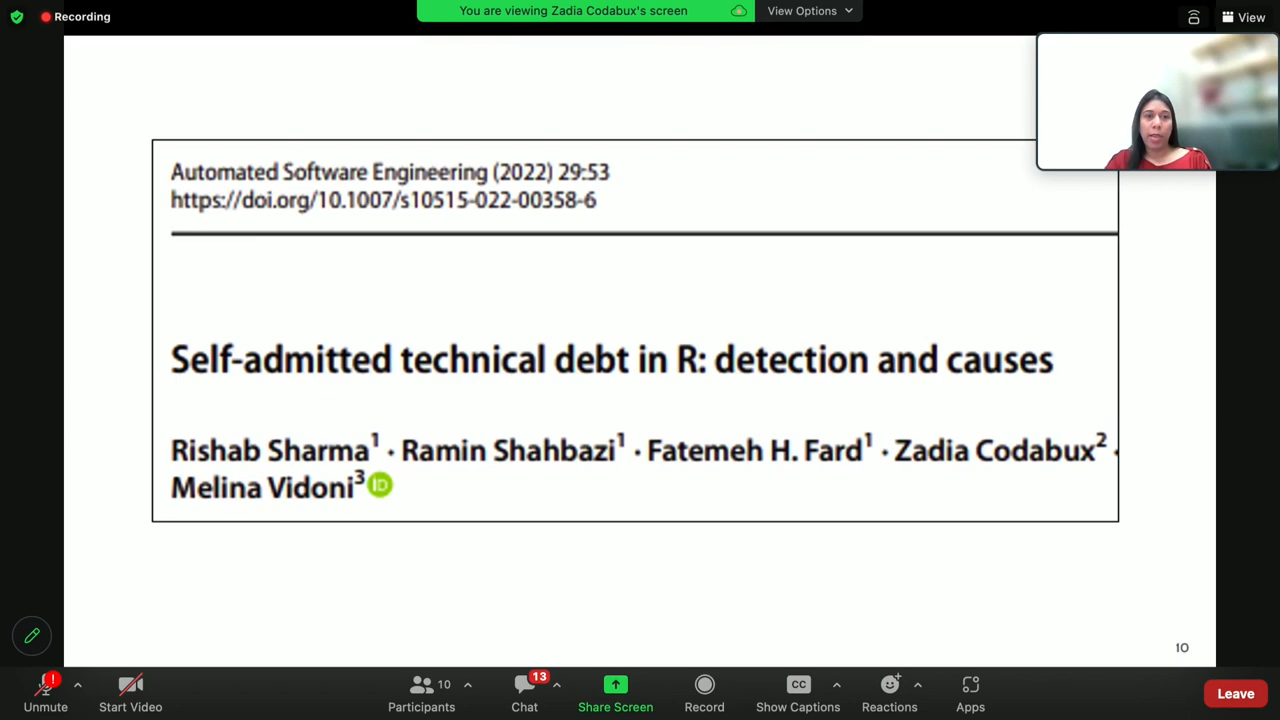 Recording
You are viewing Zadia Codabux's screen
View Options
View
Automated Software Engineering (2022) 29:53
https://doi.org/10.1007/s10515-022-00358-6
Self-admitted technical debt in R: detection and causes
Rishab Sharma1 · Ramin Shahbazi1 · Fatemeh H. Fard1 · Zadia Codabux2 ·
Melina Vidoni3 iD
10
! 10 13 CC
Unmute Start Video Participants Chat Share Screen Record Show Captions Reactions Apps Leave